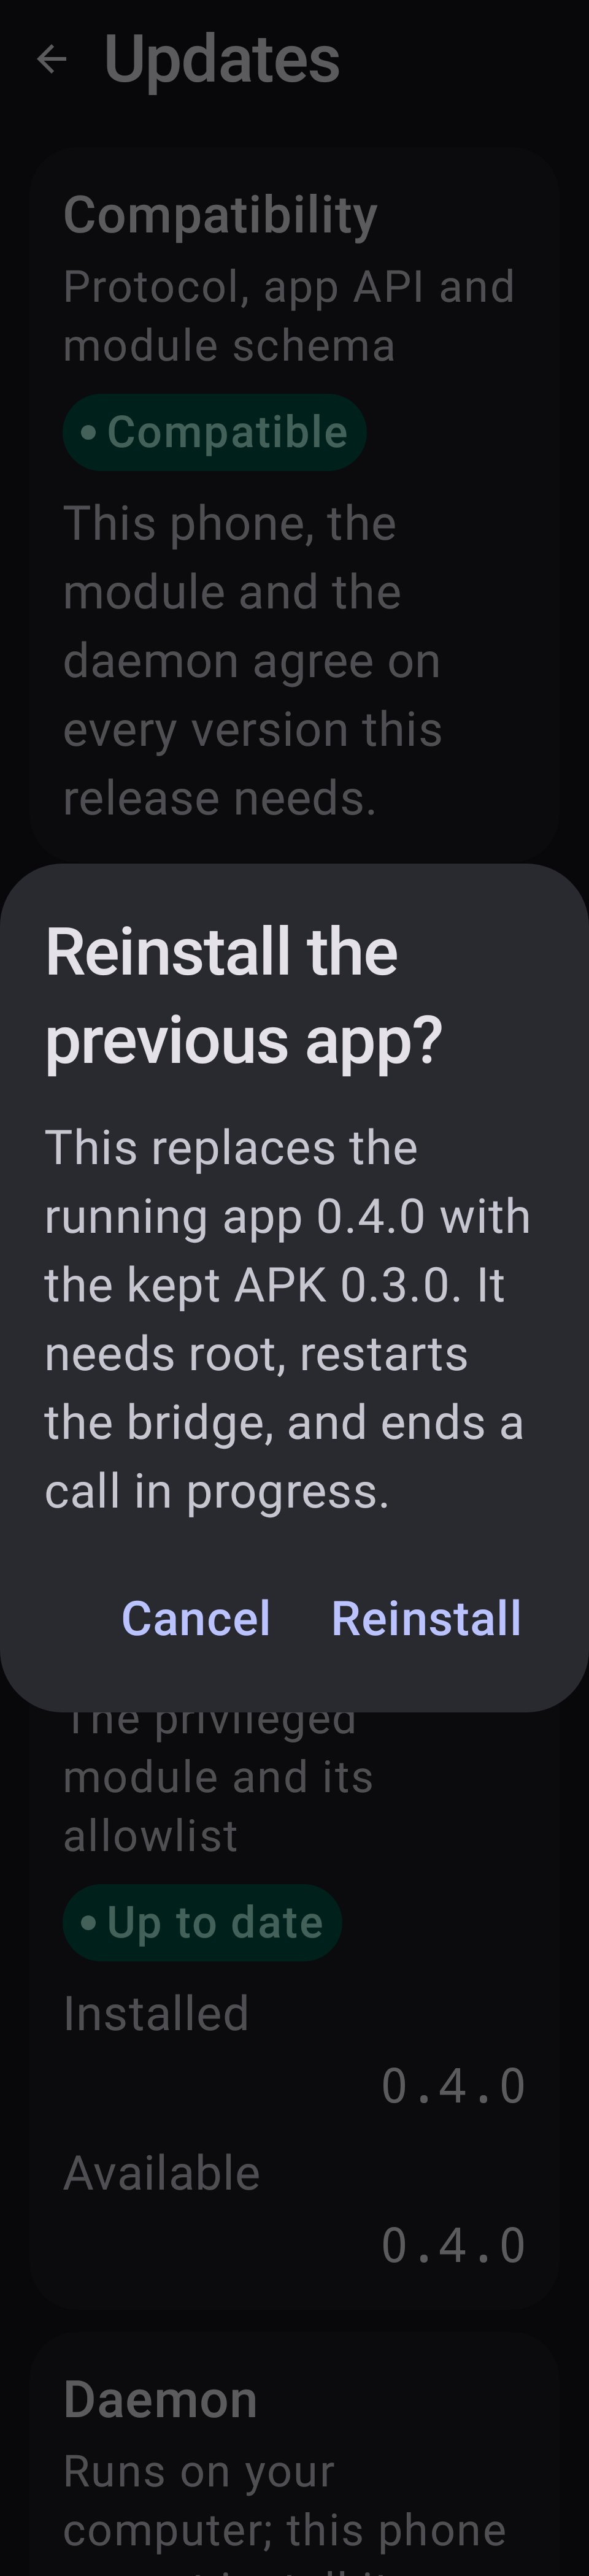 Updates
Compatibility
Protocol, app API and
module schema
Compatible
This phone, the
module and the
daemon agree on
every version this
release needs.
Reinstall the
previous app?
This replaces the
running app 0.4.0 with
the kept APK 0.3.0. It
needs root, restarts
the bridge, and ends a
call in progress.
Cancel Reinstall
The privileged
module and its
allowlist
Up to date
Installed
0.4.0
Available
0.4.0
Daemon
Runs on your
computer; this phone